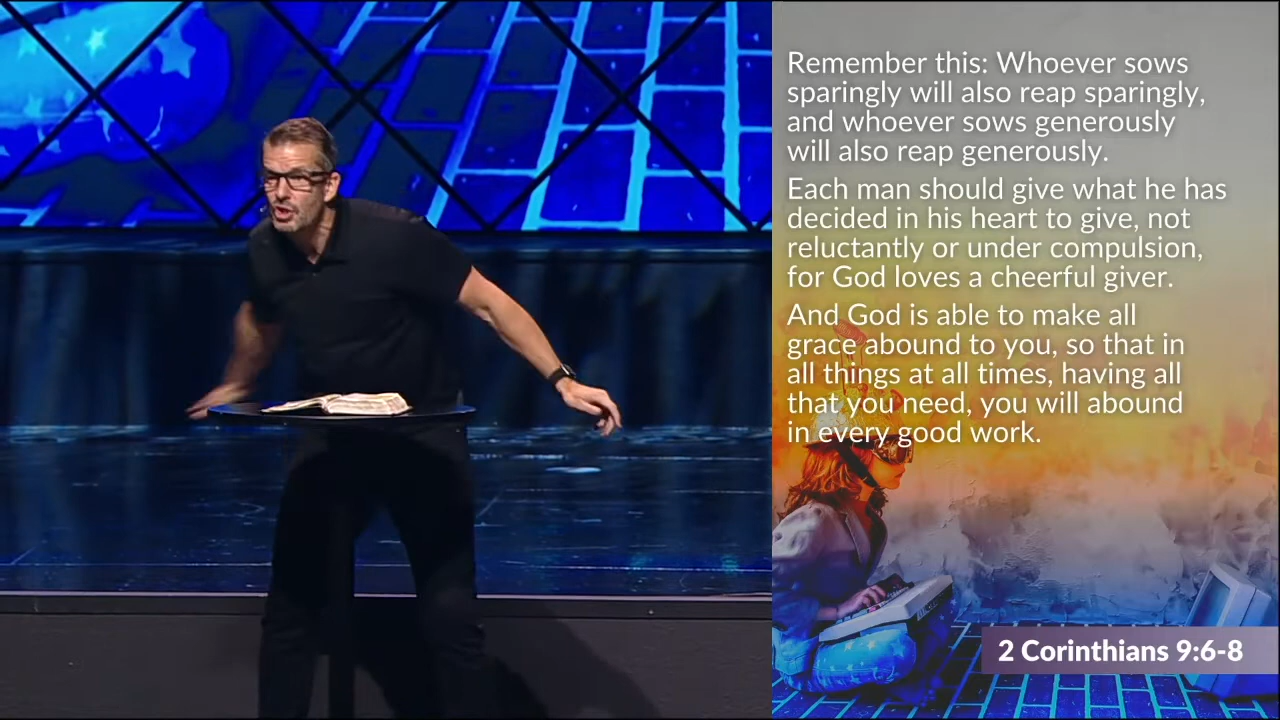 Remember this: Whoever sows
sparingly will also reap sparingly,
and whoever sows generously
will also reap generously.
Each man should give what he has
decided in his heart to give, not
reluctantly or under compulsion,
for God loves a cheerful giver.
And God is able to make all
grace abound to you, so that in
all things at all times, having all
that you need, you will abound
in every good work.
2 Corinthians 9:6-8